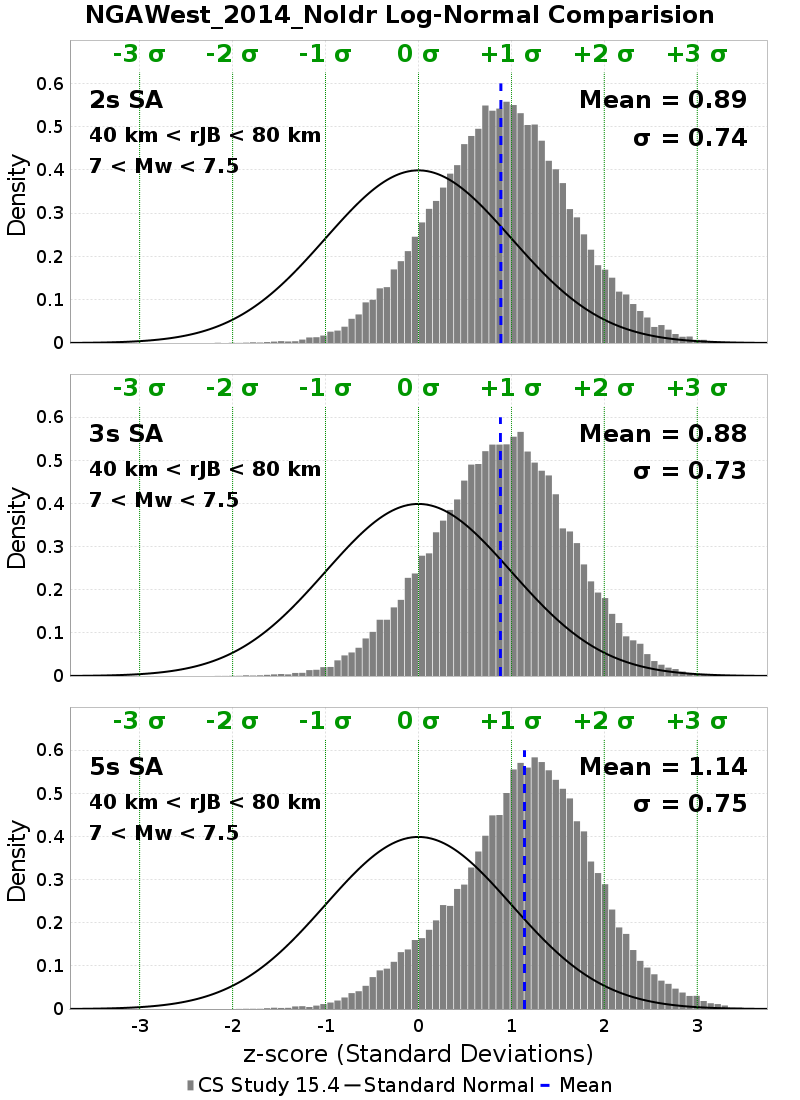 NGAWest_2014_NoIdr Log-Normal Comparision
-3 σ -2 σ -1 σ 0 σ +1 σ +2 σ +3 σ
0.6
2s SA Mean = 0.89
40 km < rJB < 80 km σ = 0.74
0.5
7 < Mw < 7.5
0.4
0.3
0.2
0.1
0
Density
-3 σ -2 σ -1 σ 0 σ +1 σ +2 σ +3 σ
0.6
3s SA Mean = 0.88
40 km < rJB < 80 km σ = 0.73
0.5
7 < Mw < 7.5
0.4
0.3
0.2
0.1
0
Density
-3 σ -2 σ -1 σ 0 σ +1 σ +2 σ +3 σ
0.6
5s SA Mean = 1.14
40 km < rJB < 80 km σ = 0.75
0.5
7 < Mw < 7.5
0.4
0.3
0.2
0.1
0
Density
-3 -2 -1 0 1 2 3
z-score (Standard Deviations)
CS Study 15.4 Standard Normal Mean